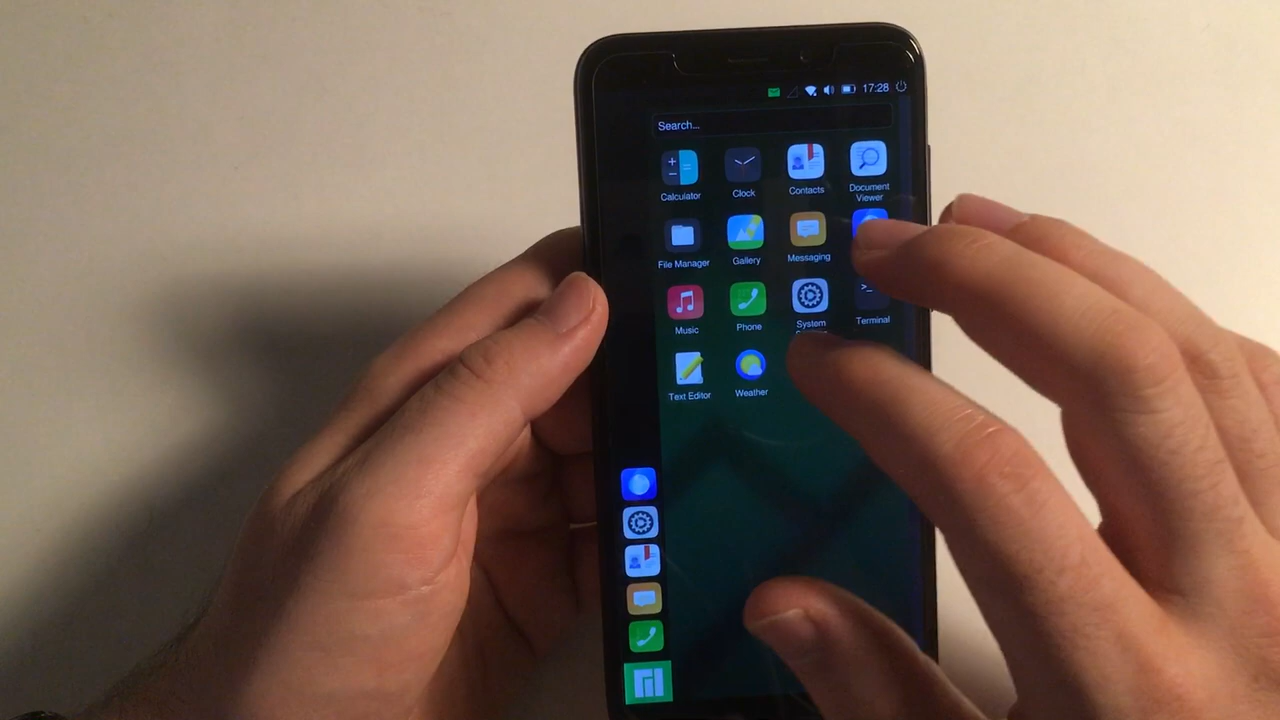 17:28
Search...
Calculator
Clock
Contacts
Document
Viewer
File Manager
Gallery
Messaging
Music
Phone
System
Terminal
Text Editor
Weather